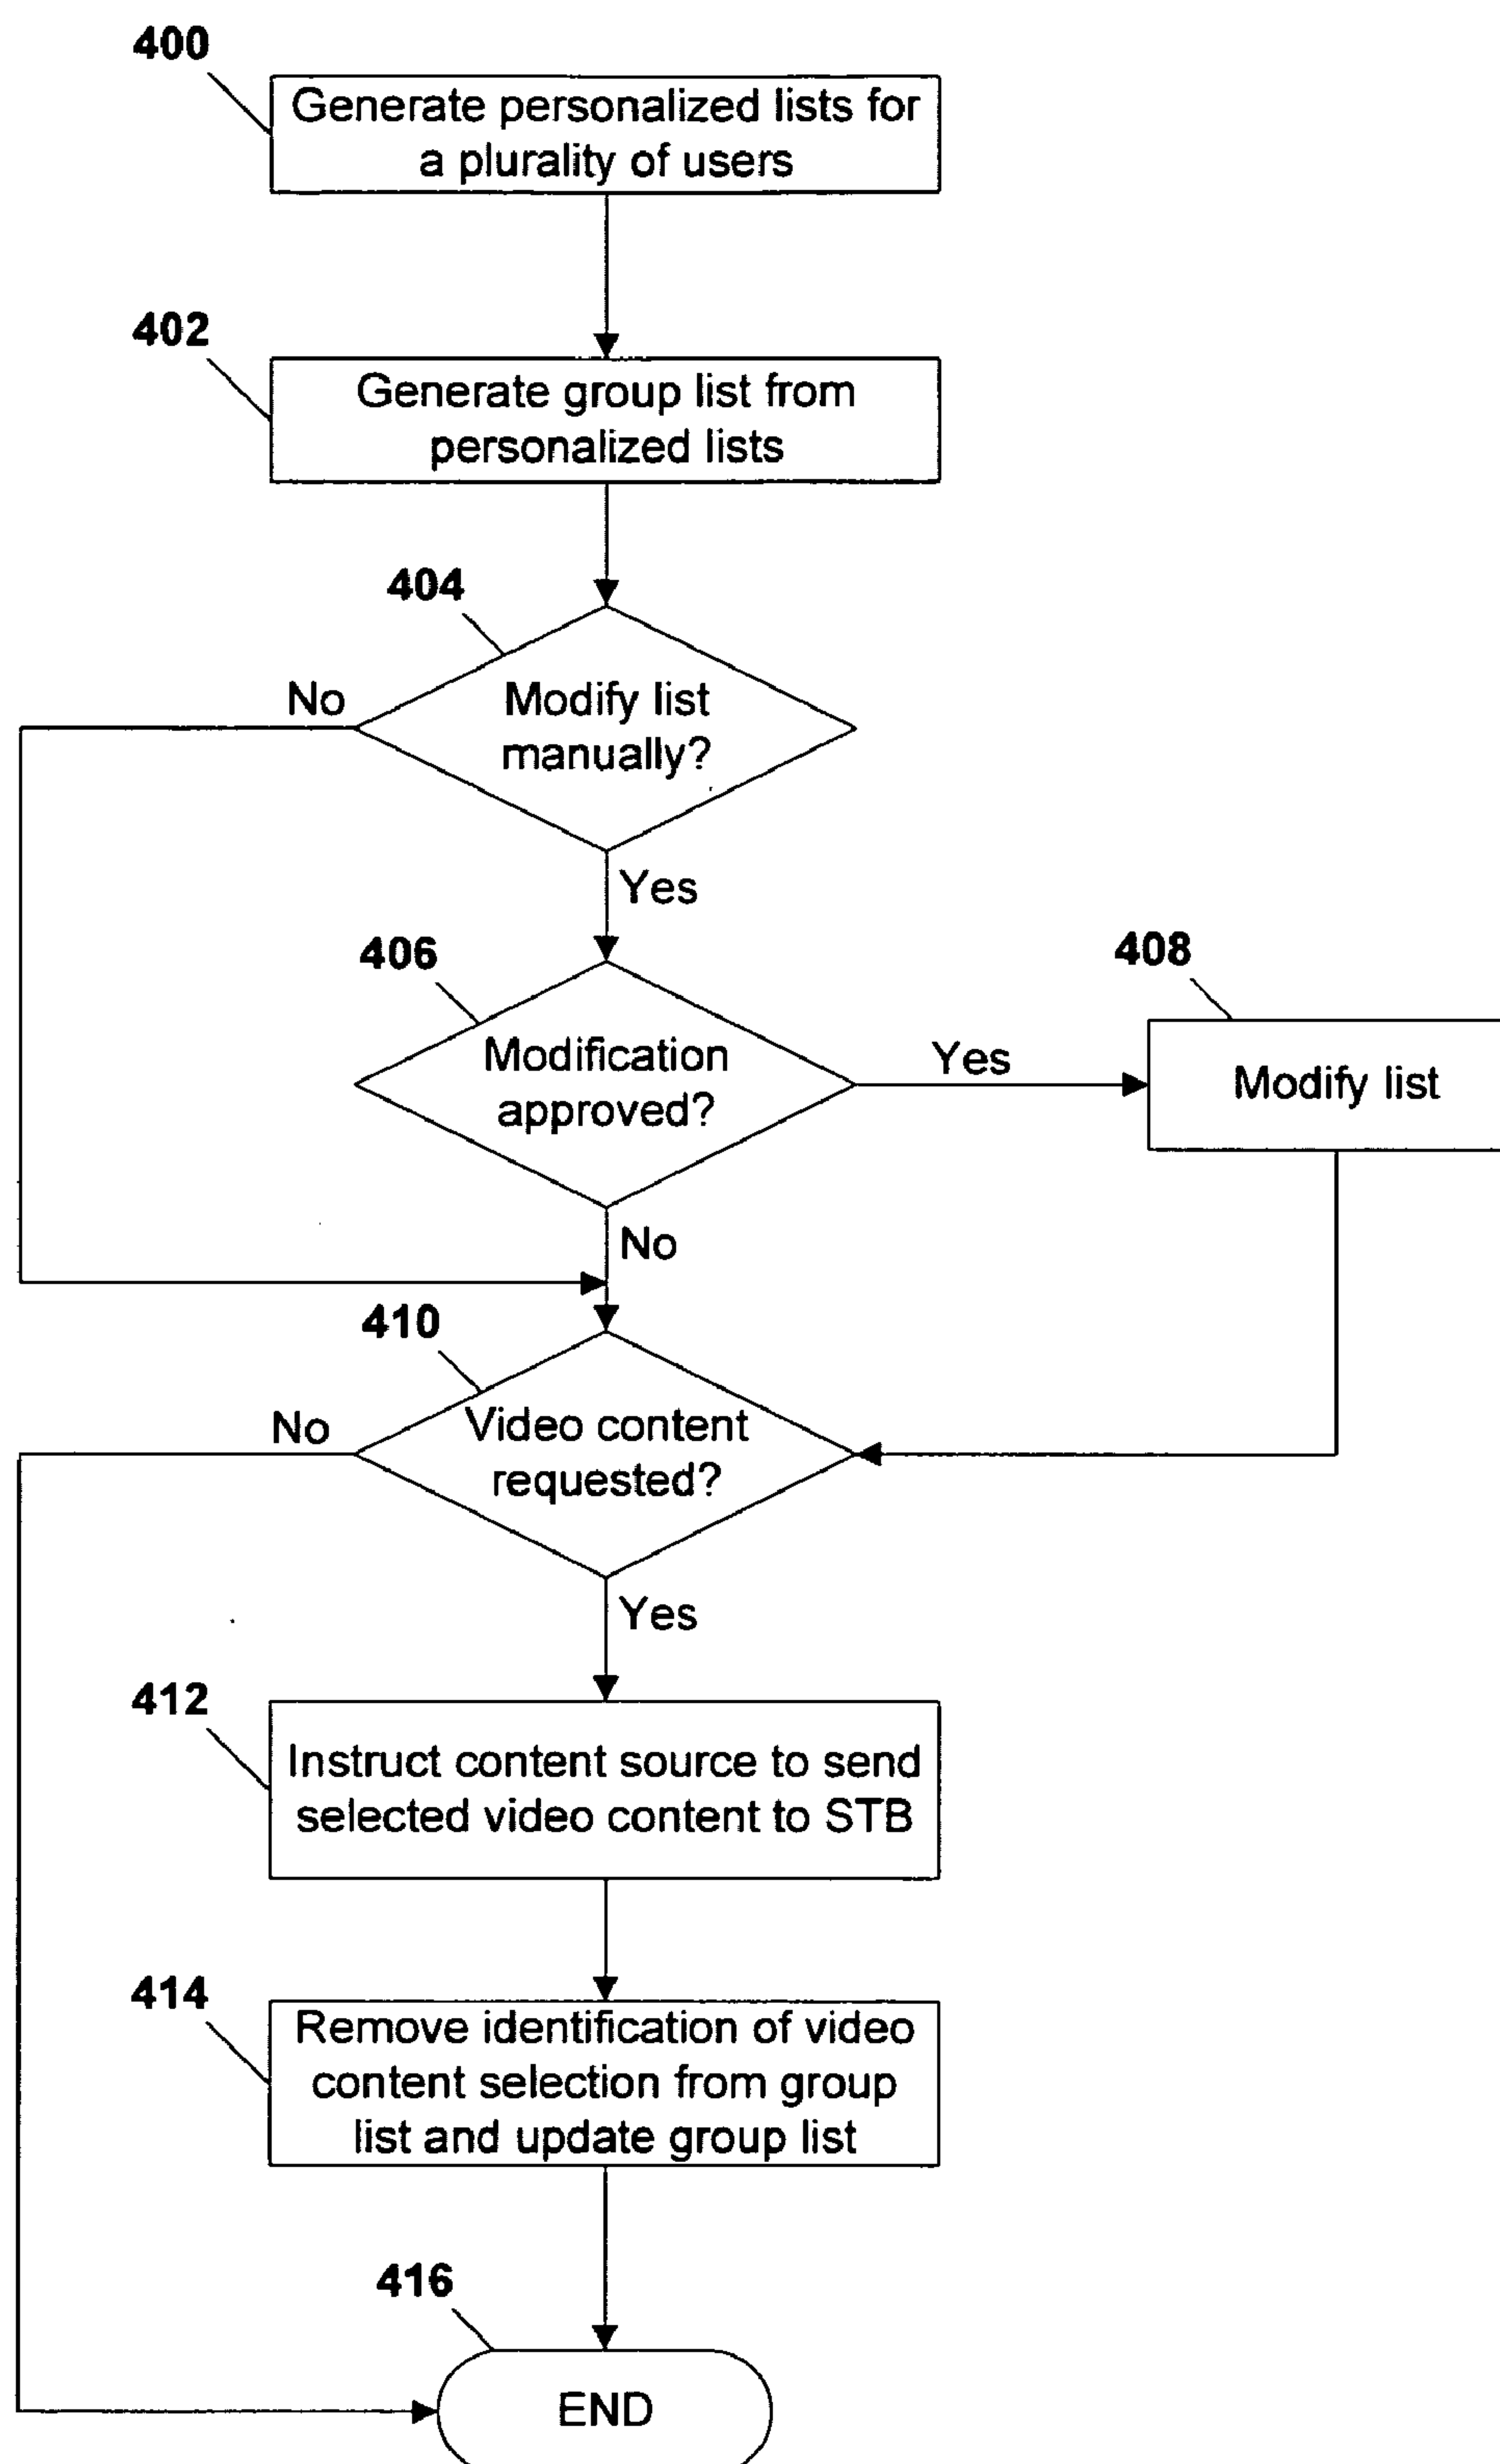 400
Generate personalized lists for
a plurality of users
402
Generate group list from
personalized lists
404
No
Modify list
manually?
Yes
406
408
Modification
approved?
Yes
Modify list
No
410
No
Video content
requested?
Yes
412
Instruct content source to send
selected video content to STB
414
Remove identification of video
content selection from group
list and update group list
416
END